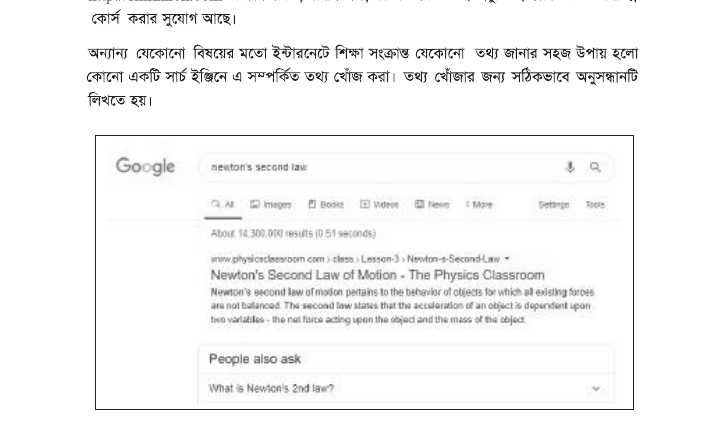 কোর্স করার সুযোগ আছে।
অন্যান্য যেকোনো বিষয়ের মতো ইন্টারনেটে শিক্ষা সংক্রান্ত যেকোনো তথ্য জানার সহজ উপায় হলো
কোনো একটি সার্চ ইঞ্জিনে এ সম্পর্কিত তথ্য খোঁজ করা। তথ্য খোঁজার জন্য সঠিকভাবে অনুসন্ধানটি
লিখতে হয়।
Google newton's second law
All Images Books Videos News More Settings Tools
About 14,300,000 results (0.51 seconds)
www.physicsclassroom.com › class › Lesson-3 › Newton-s-Second-Law
Newton's Second Law of Motion - The Physics Classroom
Newton's second law of motion pertains to the behavior of objects for which all existing forces
are not balanced. The second law states that the acceleration of an object is dependent upon
two variables - the net force acting upon the object and the mass of the object.
People also ask
What is Newton's 2nd law?